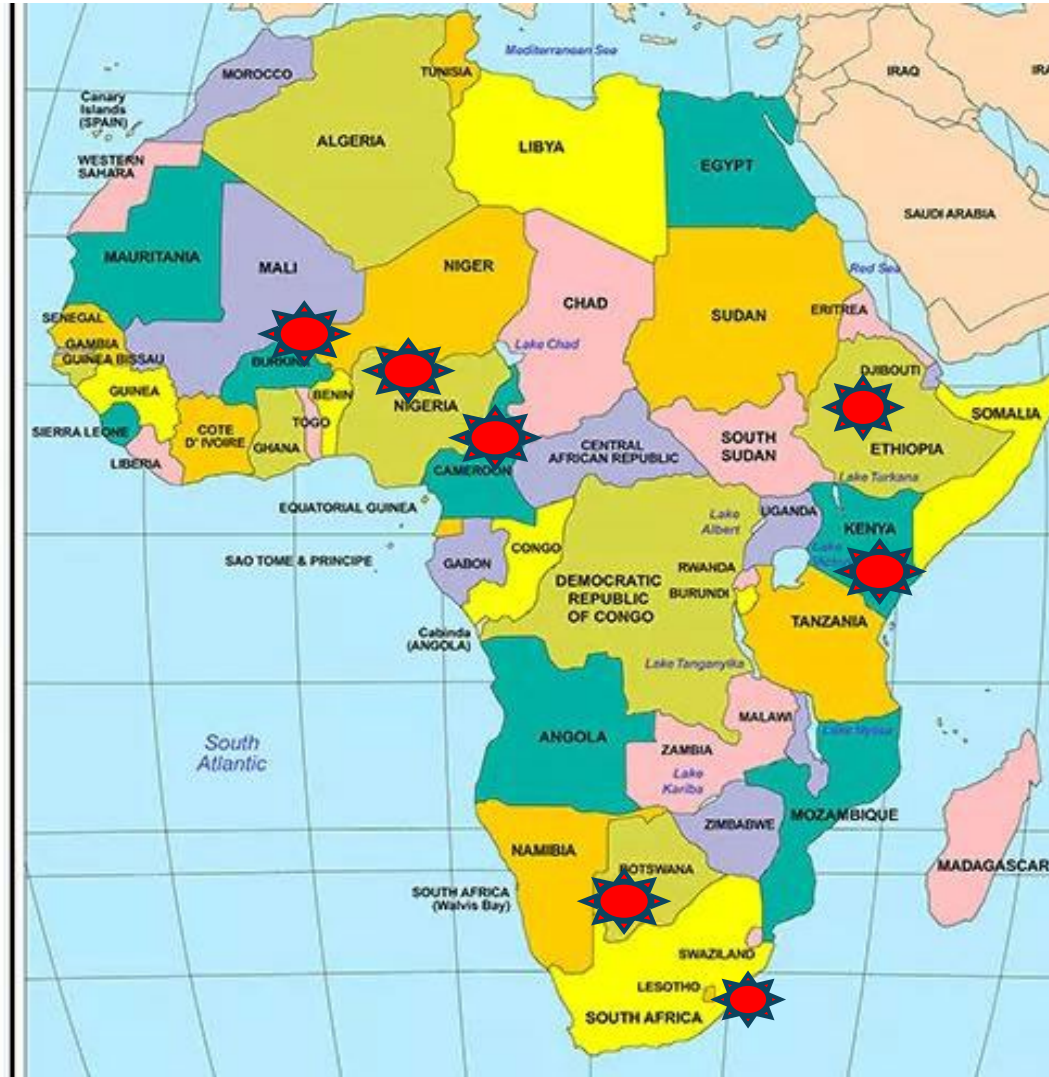 Mediterranean Sea
MOROCCO
TUNISIA
IRAQ
IRA
Canary
Islands
(SPAIN)
ALGERIA
LIBYA
EGYPT
WESTERN
SAHARA
SAUDI ARABIA
MAURITANIA
MALI
NIGER
CHAD
SUDAN
Red Sea
ERITREA
SENEGAL
GAMBIA
GUINEA BISSAU
Lake Chad
BURKINA
DJIBOUTI
GUINEA
BENIN
NIGERIA
SOMALIA
SIERRA LEONE
COTE
D' IVOIRE
TOGO
GHANA
LIBERIA
CENTRAL
AFRICAN REPUBLIC
SOUTH
SUDAN
ETHIOPIA
CAMEROON
Lake Turkana
EQUATORIAL GUINEA
Lake
Albert
UGANDA
KENYA
SAO TOME & PRINCIPE
GABON
CONGO
Lake
RWANDA
BURUNDI
DEMOCRATIC
REPUBLIC
OF CONGO
TANZANIA
Cabinda
(ANGOLA)
Lake Tanganyika
MALAWI
Lake Nyasa
ANGOLA
ZAMBIA
Lake
Kariba
South
Atlantic
MOZAMBIQUE
ZIMBABWE
NAMIBIA
BOTSWANA
MADAGASCAR
SOUTH AFRICA
(Walvis Bay)
SWAZILAND
LESOTHO
SOUTH AFRICA